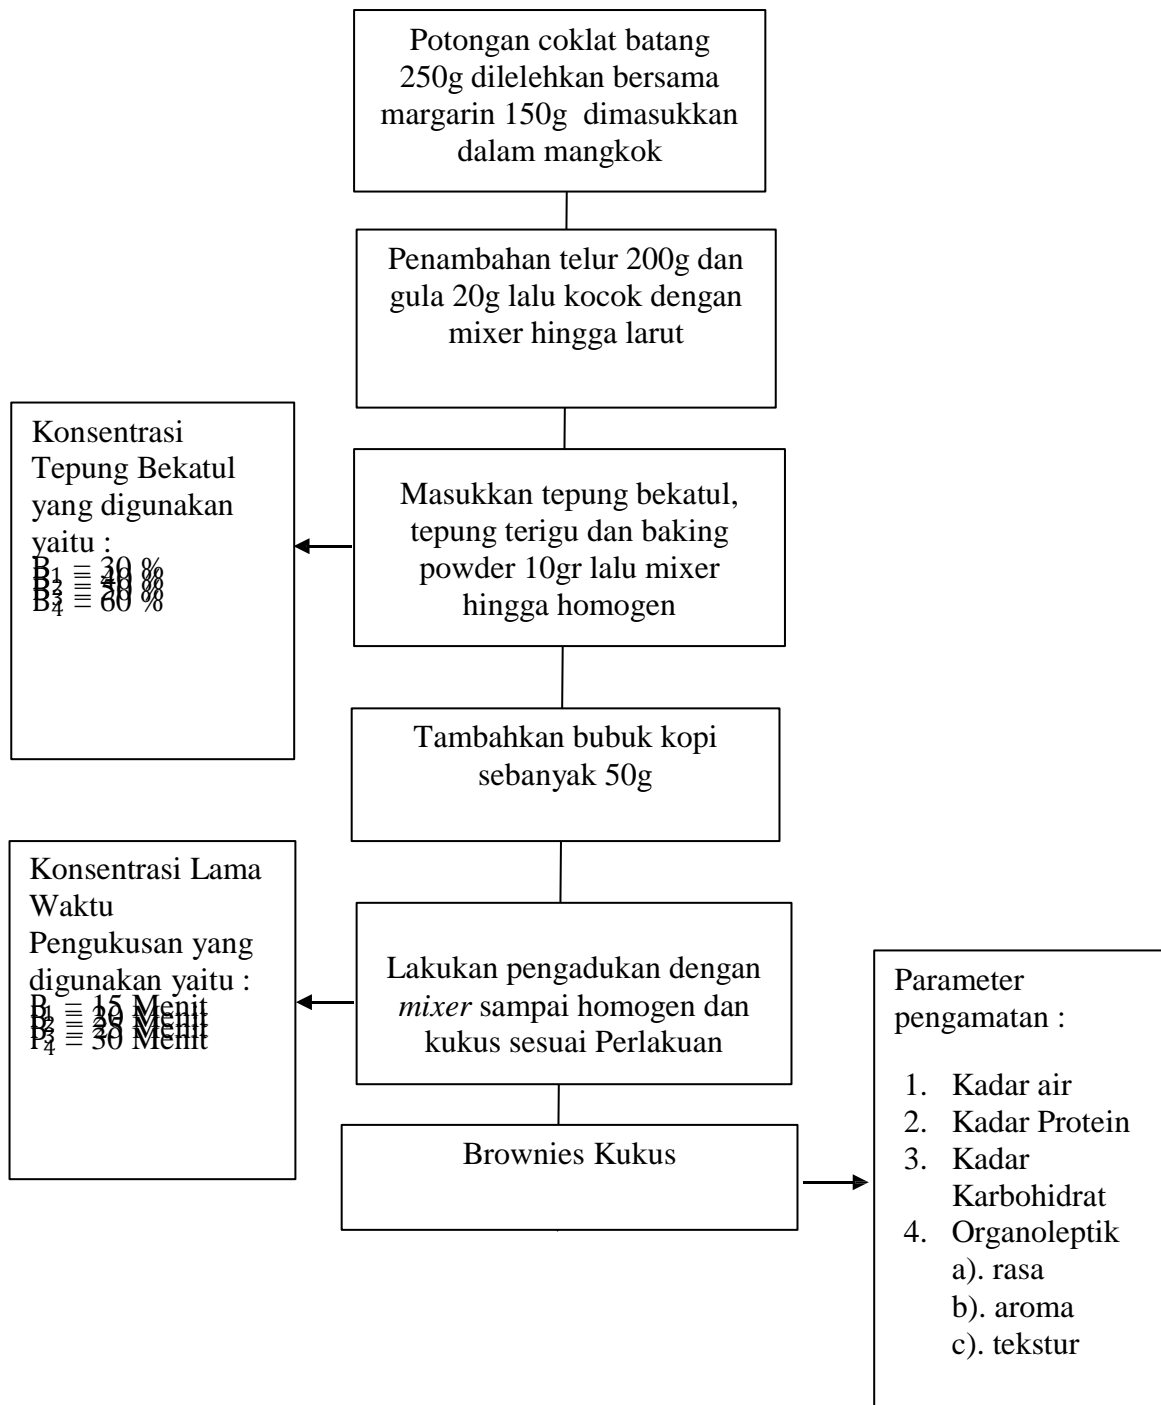 Potongan coklat batang
250g dilelehkan bersama
margarin 150g dimasukkan
dalam mangkok
Penambahan telur 200g dan
gula 20g lalu kocok dengan
mixer hingga larut
Konsentrasi
Tepung Bekatul
yang digunakan
yaitu :
B₁ = 30 %
B₄ = 60 %
Masukkan tepung bekatul,
tepung terigu dan baking
powder 10gr lalu mixer
hingga homogen
Tambahkan bubuk kopi
sebanyak 50g
Konsentrasi Lama
Waktu
Pengukusan yang
digunakan yaitu :
= 15 Menit
= 30 Menit
Lakukan pengadukan dengan
mixer sampai homogen dan
kukus sesuai Perlakuan
Brownies Kukus
Parameter
pengamatan :
1. Kadar air
2. Kadar Protein
3. Kadar
Karbohidrat
4. Organoleptik
a). rasa
b). aroma
c). tekstur